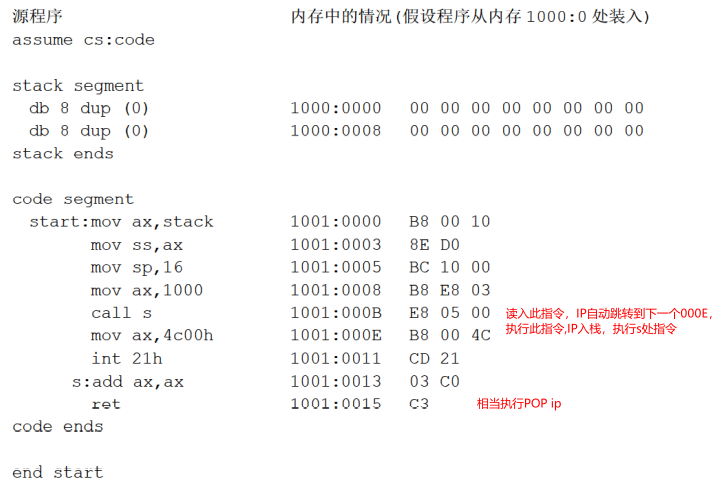 源程序 内存中的情况(假设程序从内存 1000:0 处装入)
assume cs:code
stack segment
db 8 dup (0) 1000:0000 00 00 00 00 00 00 00 00
db 8 dup (0) 1000:0008 00 00 00 00 00 00 00 00
stack ends
code segment
start:mov ax,stack 1001:0000 B8 00 10
mov ss,ax 1001:0003 8E D0
mov sp,16 1001:0005 BC 10 00
mov ax,1000 1001:0008 B8 E8 03
call s 1001:000B E8 05 00 读入此指令，IP自动跳转到下一个000E，
mov ax,4c00h 1001:000E B8 00 4C 执行此指令,IP入栈，执行s处指令
int 21h 1001:0011 CD 21
s:add ax,ax 1001:0013 03 C0
ret 1001:0015 C3 相当执行POP ip
code ends
end start